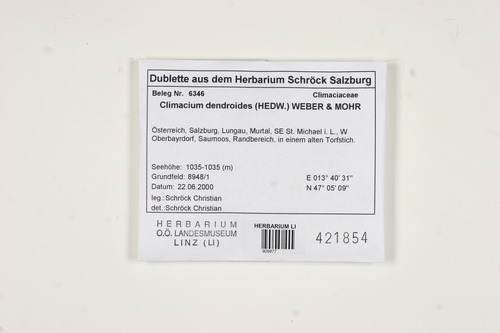 Dublette aus dem Herbarium Schröck Salzburg
Beleg Nr. 6346 Climaciaceae
Climacium dendroides (HEDW.) WEBER & MOHR
Österreich, Salzburg, Lungau, Murtal, SE St. Michael i. L., W
Oberbayrdorf, Saumoos, Randbereich, in einem alten Torfstich.
Seehöhe: 1035-1035 (m)
Grundfeld: 8948/1 E 013° 40' 31"
Datum: 22.06.2000 N 47° 05' 09"
leg.:Schröck Christian
det.:Schröck Christian
HERBARIUM
O.Ö. LANDESMUSEUM
LINZ (LI)
HERBARIUM LI
421854